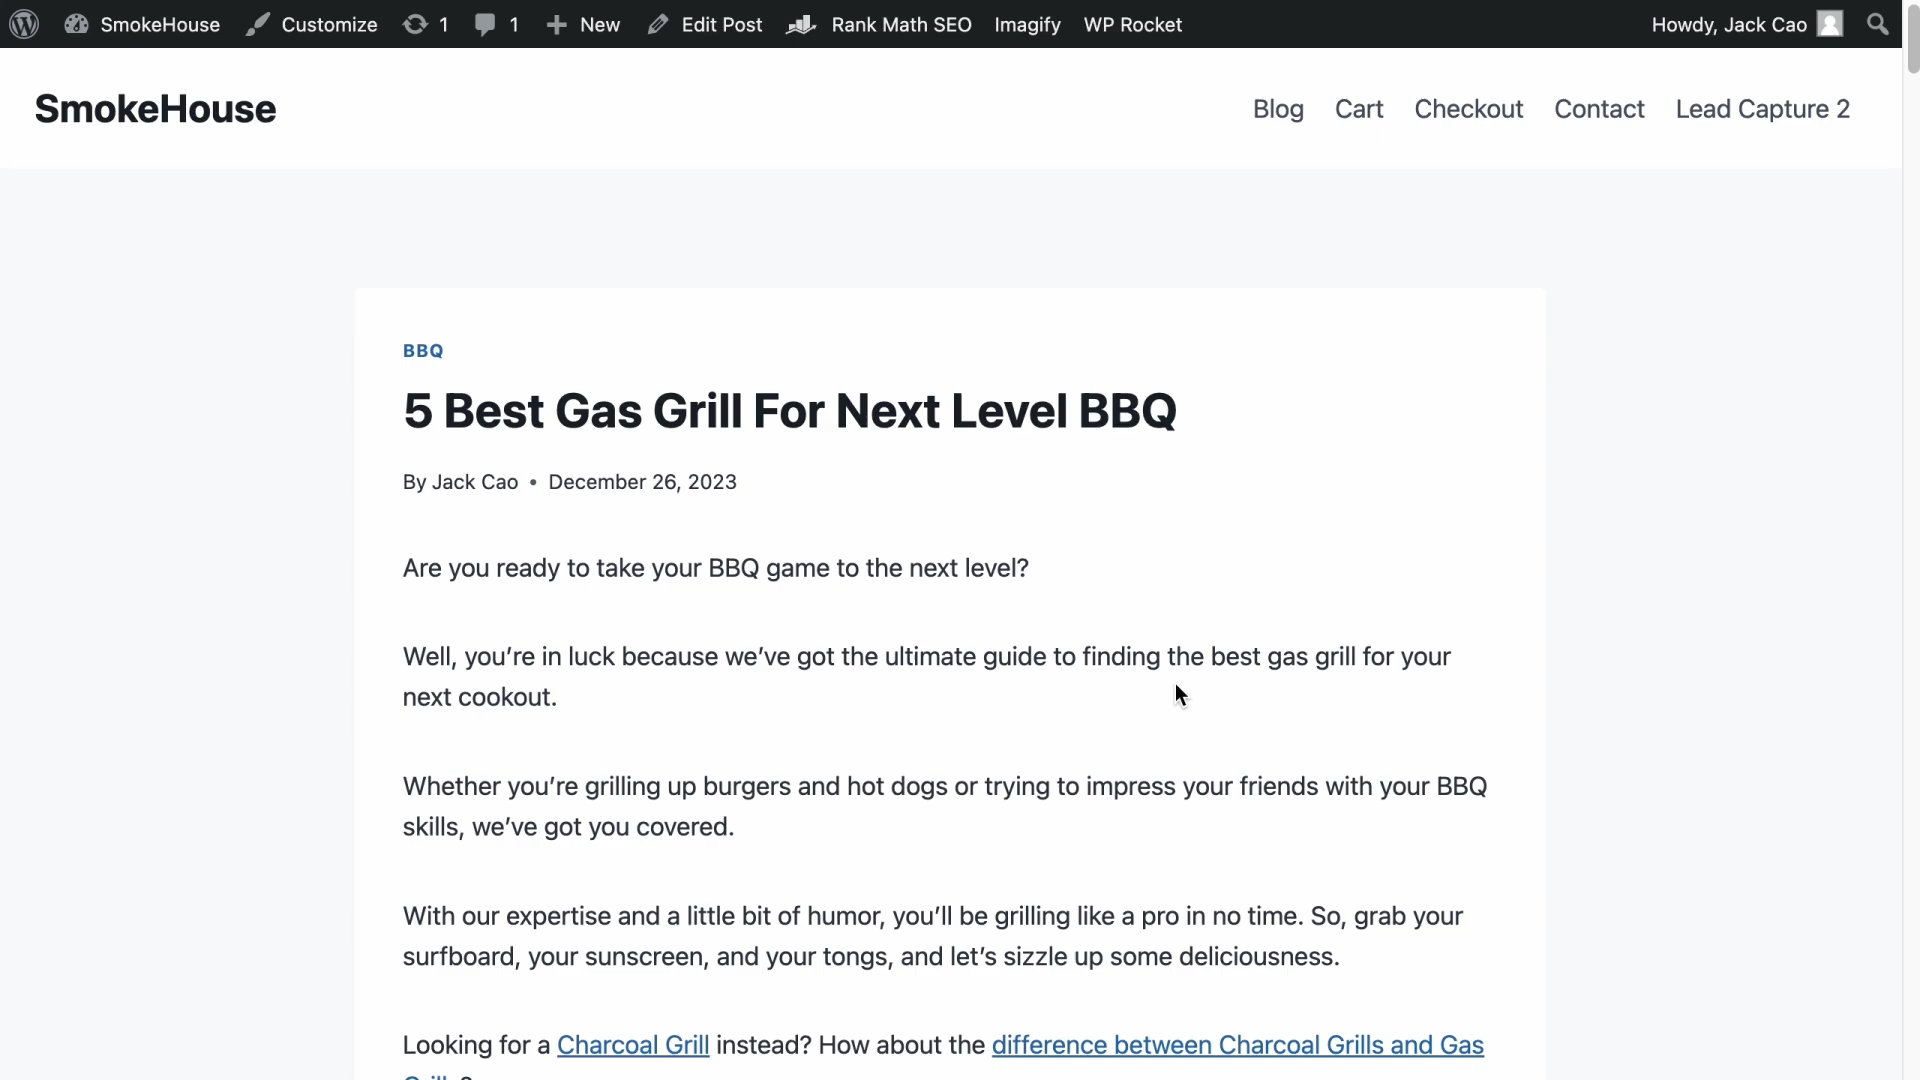 SmokeHouse Customize 1 1 New Edit Post Rank Math SEO Imagify WP Rocket Howdy, Jack Cao
SmokeHouse
Blog Cart Checkout Contact Lead Capture 2
BBQ
5 Best Gas Grill For Next Level BBQ
By Jack Cao • December 26, 2023
Are you ready to take your BBQ game to the next level?
Well, you’re in luck because we’ve got the ultimate guide to finding the best gas grill for your
next cookout.
Whether you’re grilling up burgers and hot dogs or trying to impress your friends with your BBQ
skills, we’ve got you covered.
With our expertise and a little bit of humor, you’ll be grilling like a pro in no time. So, grab your
surfboard, your sunscreen, and your tongs, and let’s sizzle up some deliciousness.
Looking for a Charcoal Grill instead? How about the difference between Charcoal Grills and Gas